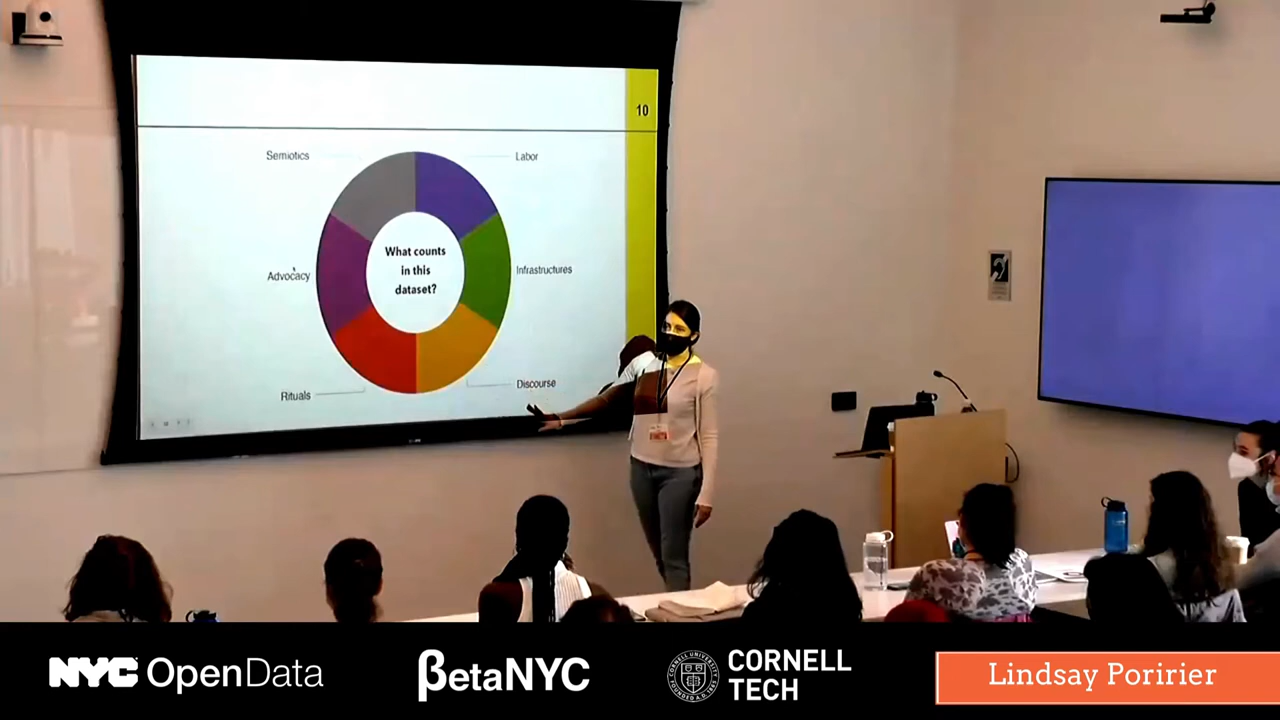 10
Semiotics
Labor
What counts
in this
dataset?
Advocacy
Infrastructures
Rituals
Discourse
NYC OpenData
βetaNYC
CORNELL
TECH
Lindsay Poririer